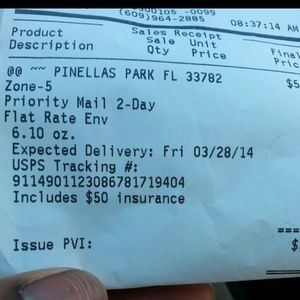 -0099
(609)964-2885
08:37:14 AM
Sales Receipt
Product Sale Unit
Description Qty Price
@@ ~~ PINELLAS PARK FL 33782 $5
Zone-5
Priority Mail 2-Day
Flat Rate Env
6.10 oz.
Expected Delivery: Fri 03/28/14
USPS Tracking #:
9114901123086781719404
Includes $50 insurance
Issue PVI: $